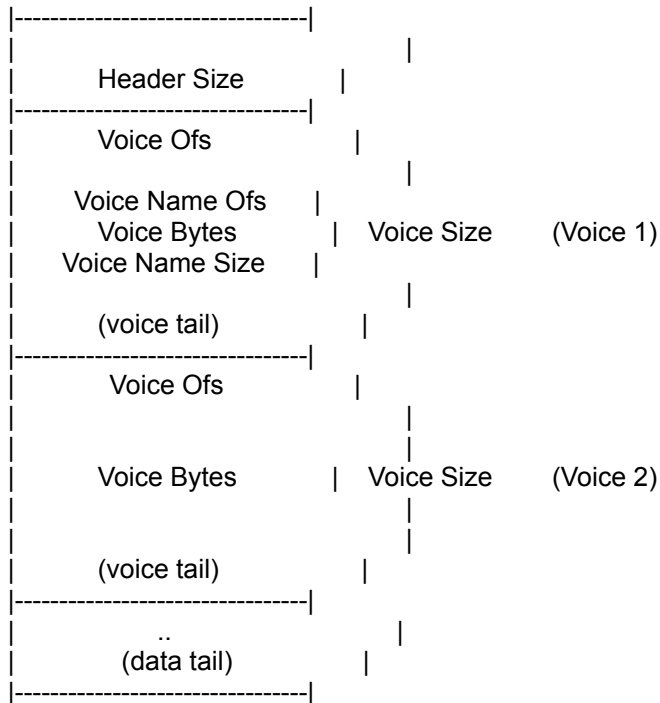 |---------------------------------|
| |
| Header Size |
|---------------------------------|
| Voice Ofs |
| |
| Voice Name Ofs |
| Voice Bytes | Voice Size (Voice 1)
| Voice Name Size |
| |
| (voice tail) |
|---------------------------------|
| Voice Ofs |
| |
| |
| Voice Bytes | Voice Size (Voice 2)
| |
| |
| (voice tail) |
|---------------------------------|
| .. |
| (data tail) |
|---------------------------------|